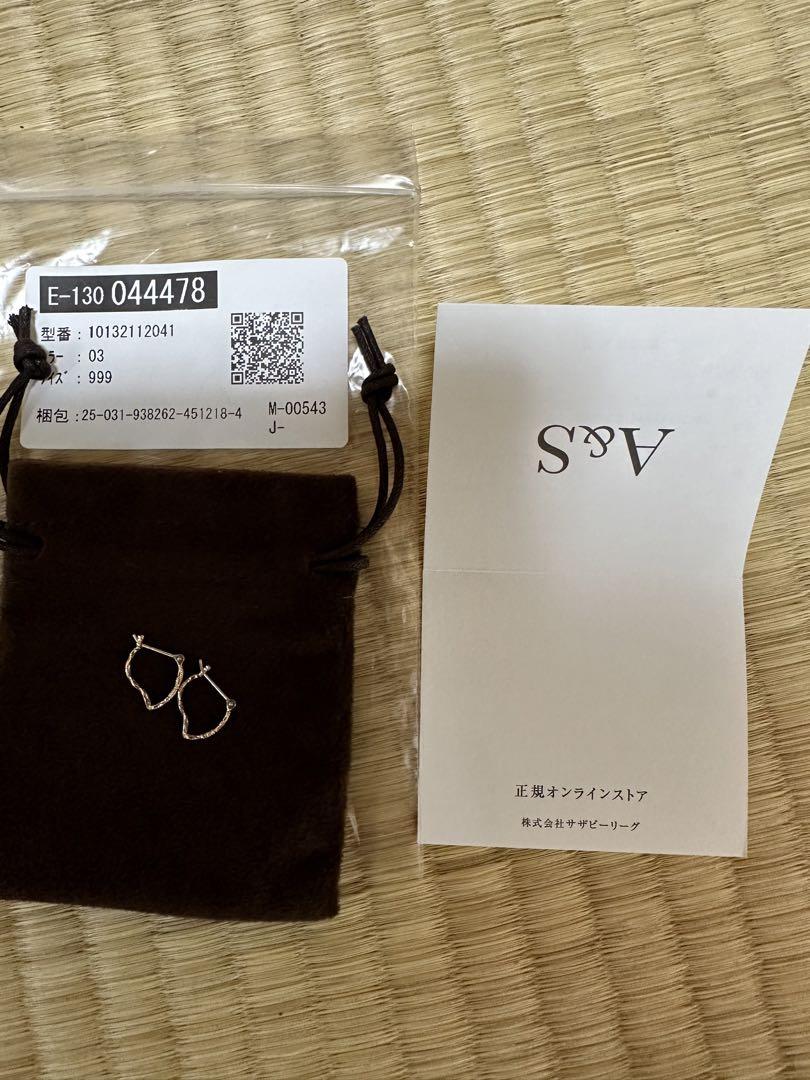 E-130 044478
型番 : 10132112041
ラー : 03
イズ : 999
梱包 : 25-031-938262-451218-4
M-00543
J-
A&S
正規オンラインストア
株式会社サザビーリーグ